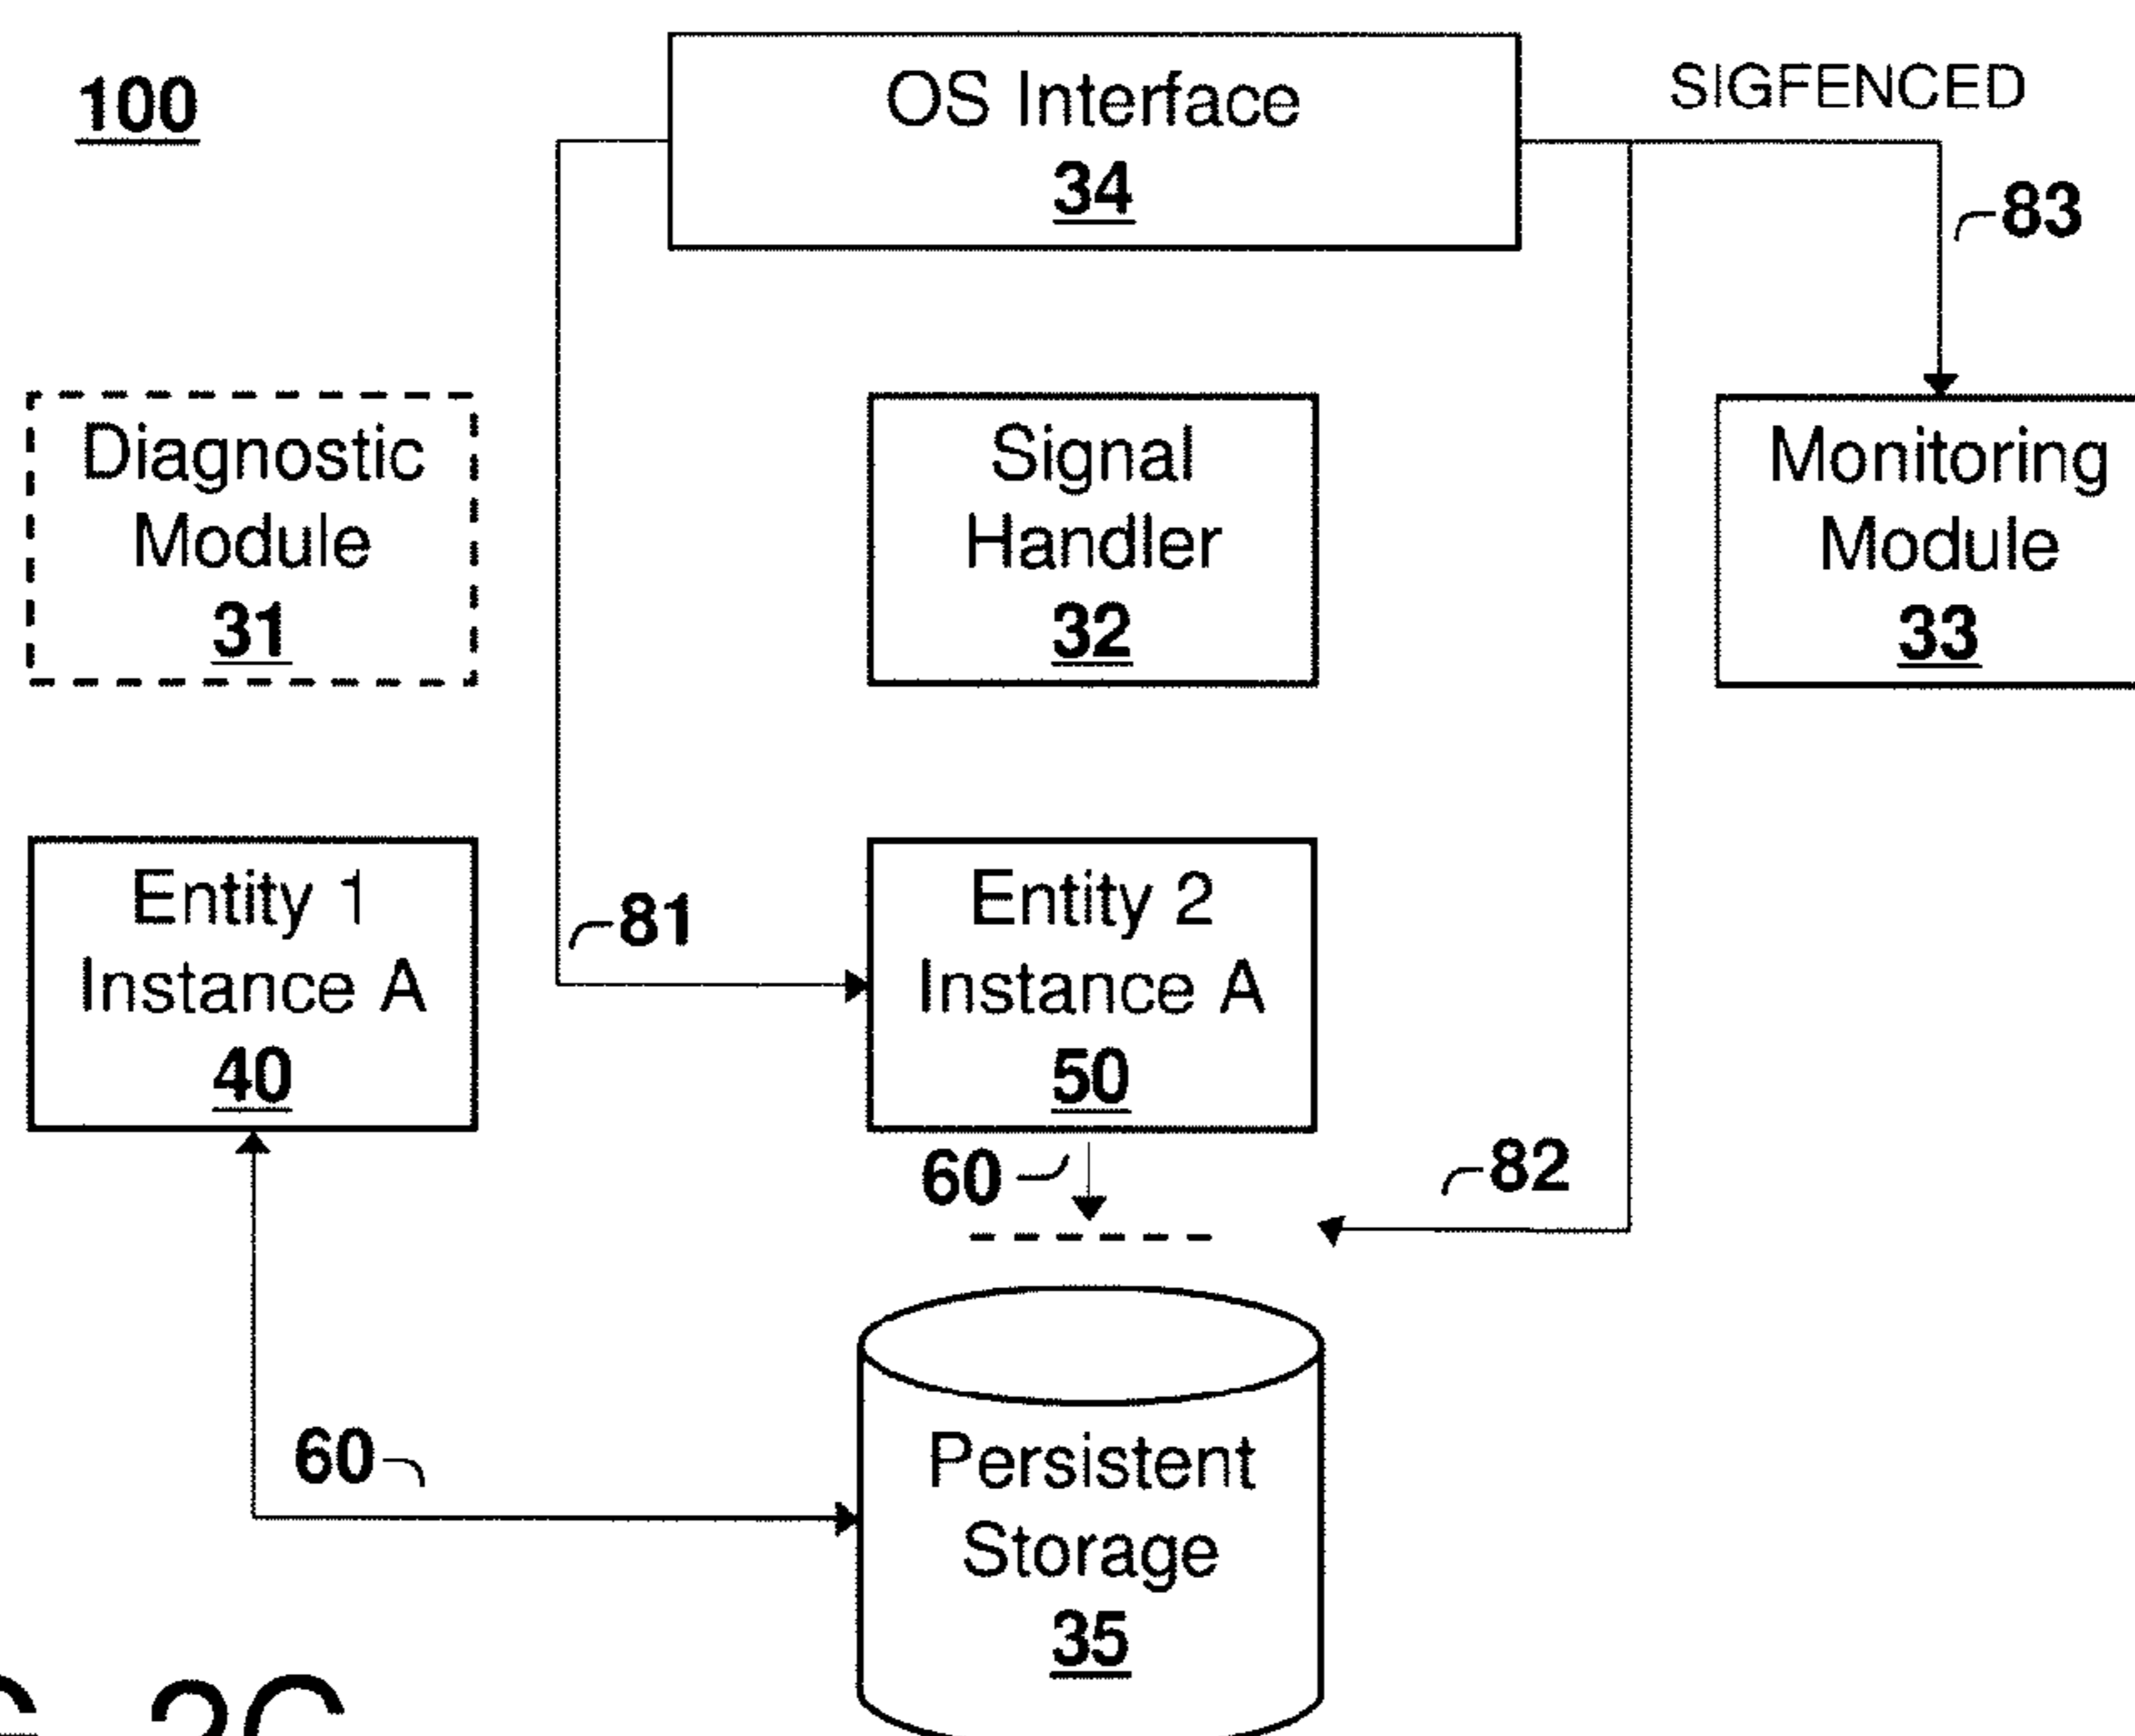 100
OS Interface
34
SIGFENCED
83
Diagnostic
Module
31
Signal
Handler
32
Monitoring
Module
33
Entity 1
Instance A
40
81
Entity 2
Instance A
50
60
82
60
Persistent
Storage
35
2C